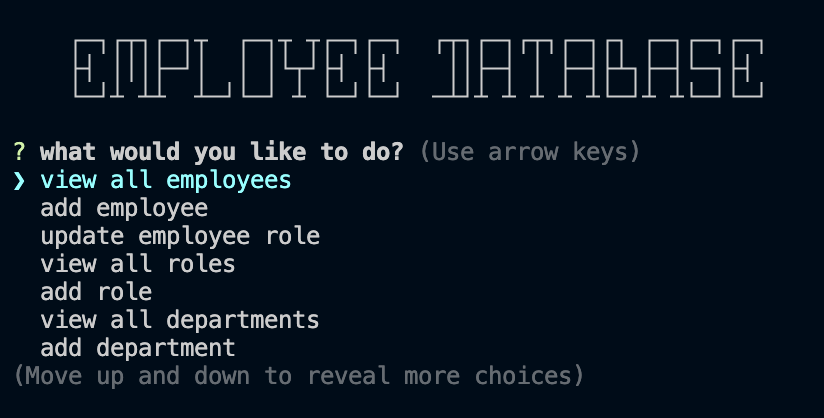 EMPLOYEE DATABASE
? what would you like to do? (Use arrow keys)
❯ view all employees
add employee
update employee role
view all roles
add role
view all departments
add department
(Move up and down to reveal more choices)